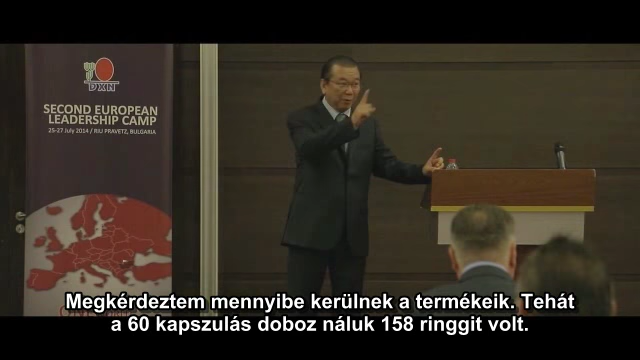 DXN
SECOND EUROPEAN
LEADERSHIP CAMP
25-27 July 2014 / RIU PRAVETZ, BULGARIA
Megkérdeztem mennyibe kerülnek a termékeik. Tehát
a 60 kapszulás doboz náluk 158 ringgit volt.